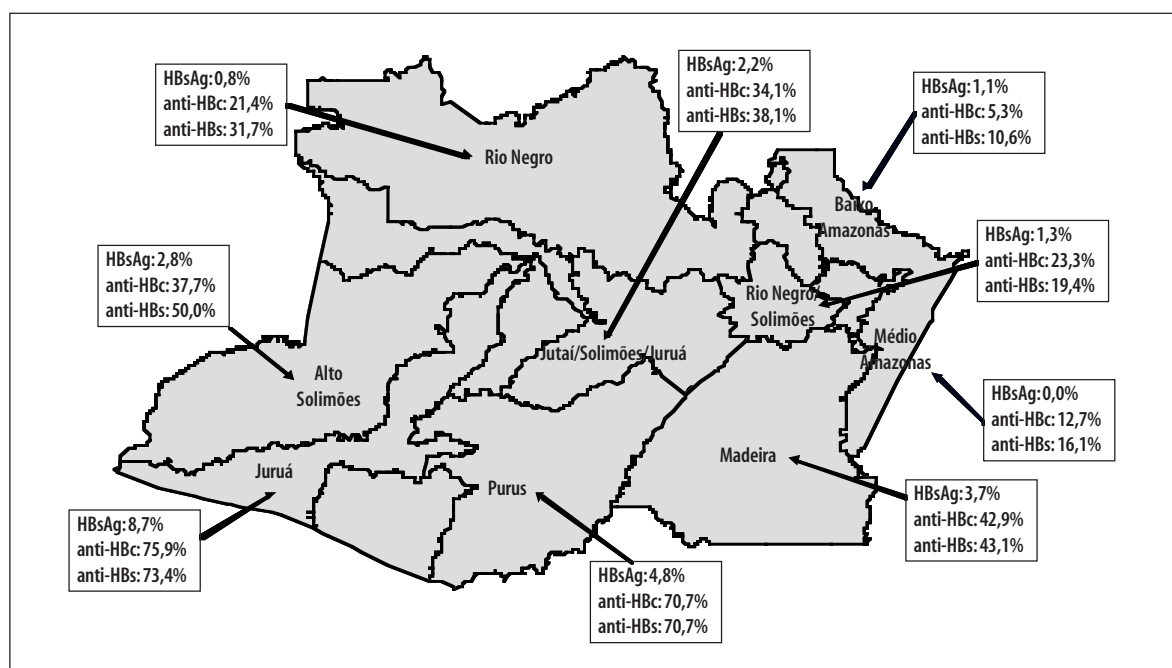 HBsAg: 0,8%
anti-HBc: 21,4%
anti-HBs: 31,7%
HBsAg: 2,2%
anti-HBc: 34,1%
anti-HBs: 38,1%
HBsAg: 1,1%
anti-HBc: 5,3%
anti-HBs: 10,6%
Rio Negro
Baixo
Amazonas
HBsAg: 1,3%
anti-HBc: 23,3%
anti-HBs: 19,4%
HBsAg: 2,8%
anti-HBc: 37,7%
anti-HBs: 50,0%
Rio Negro/
Solimões
Jutaí/Solimões/Juruá
Médio
Amazonas
Alto
Solimões
HBsAg: 0,0%
anti-HBc: 12,7%
anti-HBs: 16,1%
Juruá
Purus
Madeira
HBsAg: 8,7%
anti-HBc: 75,9%
anti-HBs: 73,4%
HBsAg: 4,8%
anti-HBc: 70,7%
anti-HBs: 70,7%
HBsAg: 3,7%
anti-HBc: 42,9%
anti-HBs: 43,1%